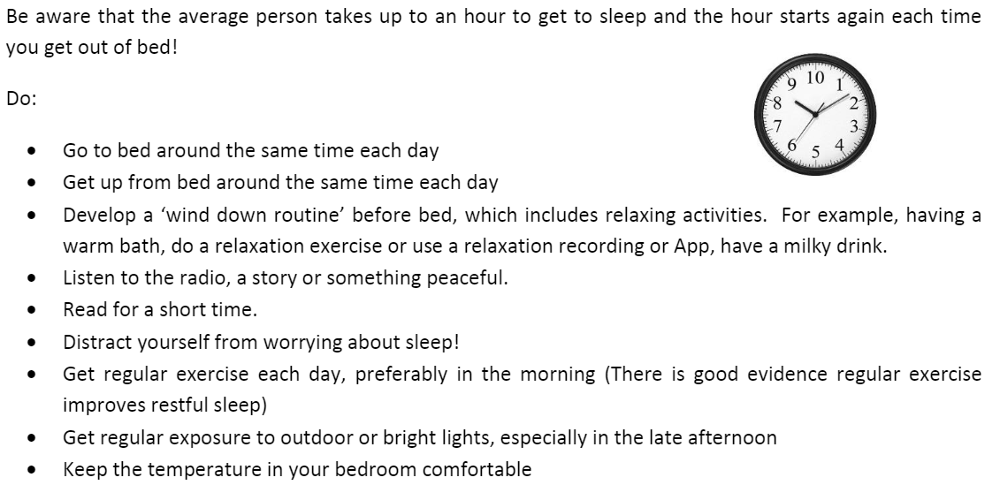 Be aware that the average person takes up to an hour to get to sleep and the hour starts again each time
you get out of bed!
9 10 1
8 2
7 3
6 5 4
Do:
• Go to bed around the same time each day
• Get up from bed around the same time each day
• Develop a ‘wind down routine’ before bed, which includes relaxing activities. For example, having a
warm bath, do a relaxation exercise or use a relaxation recording or App, have a milky drink.
• Listen to the radio, a story or something peaceful.
• Read for a short time.
• Distract yourself from worrying about sleep!
• Get regular exercise each day, preferably in the morning (There is good evidence regular exercise
improves restful sleep)
• Get regular exposure to outdoor or bright lights, especially in the late afternoon
• Keep the temperature in your bedroom comfortable